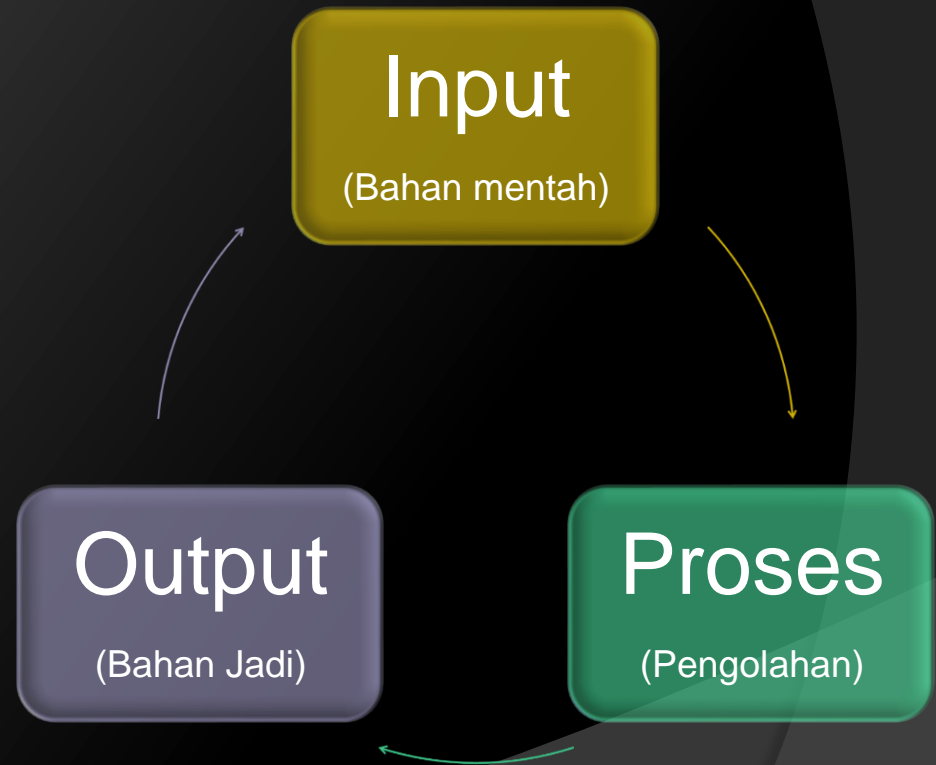 Input
(Bahan mentah)
Output
(Bahan Jadi)
Proses
(Pengolahan)